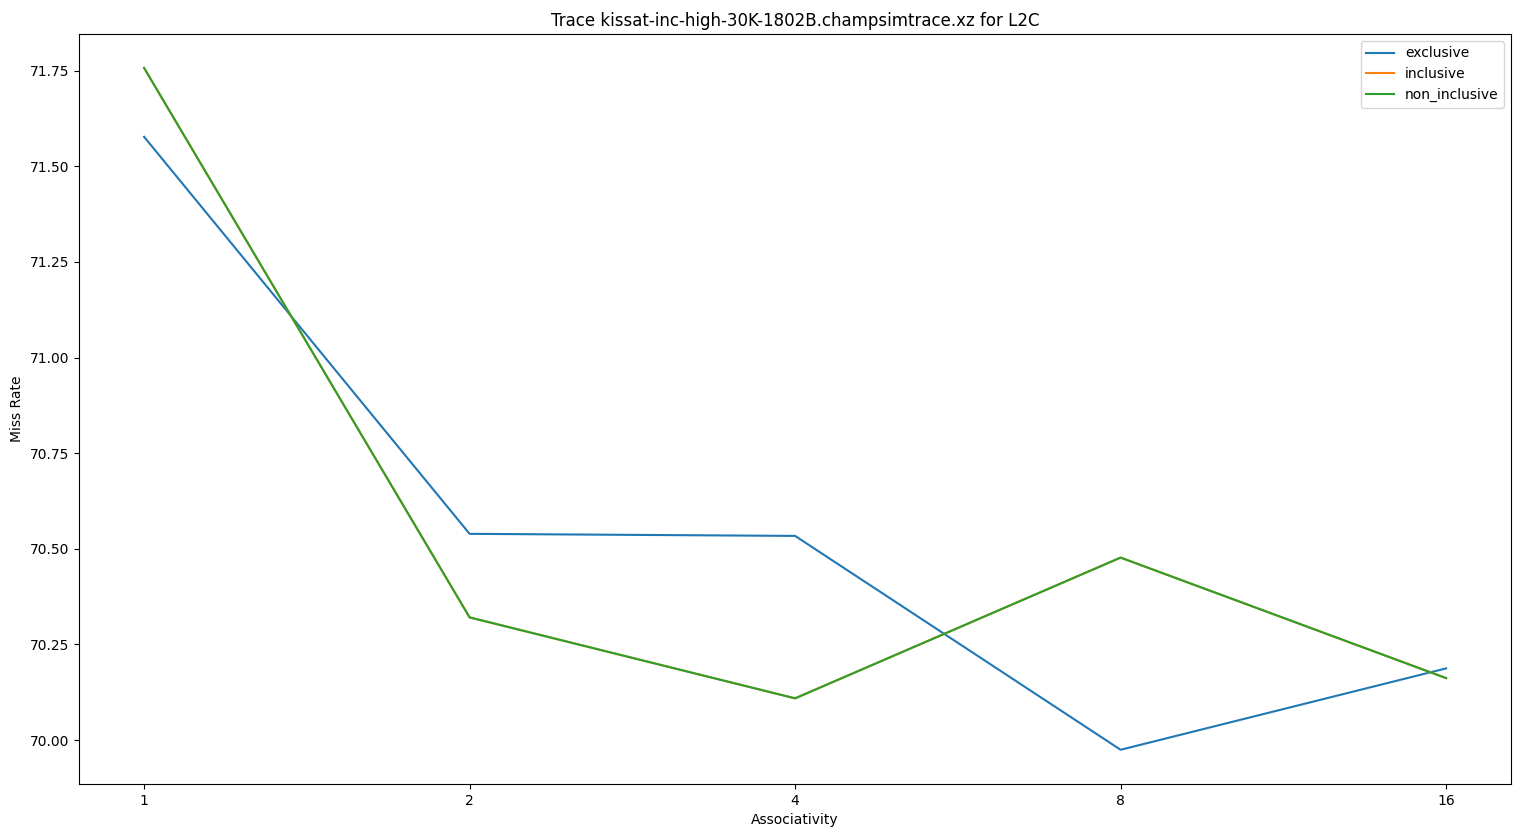 Trace kissat-inc-high-30K-1802B.champsimtrace.xz for L2C
exclusive
inclusive
non_inclusive
Miss Rate
71.75
71.50
71.25
71.00
70.75
70.50
70.25
70.00
1 2 4 8 16
Associativity